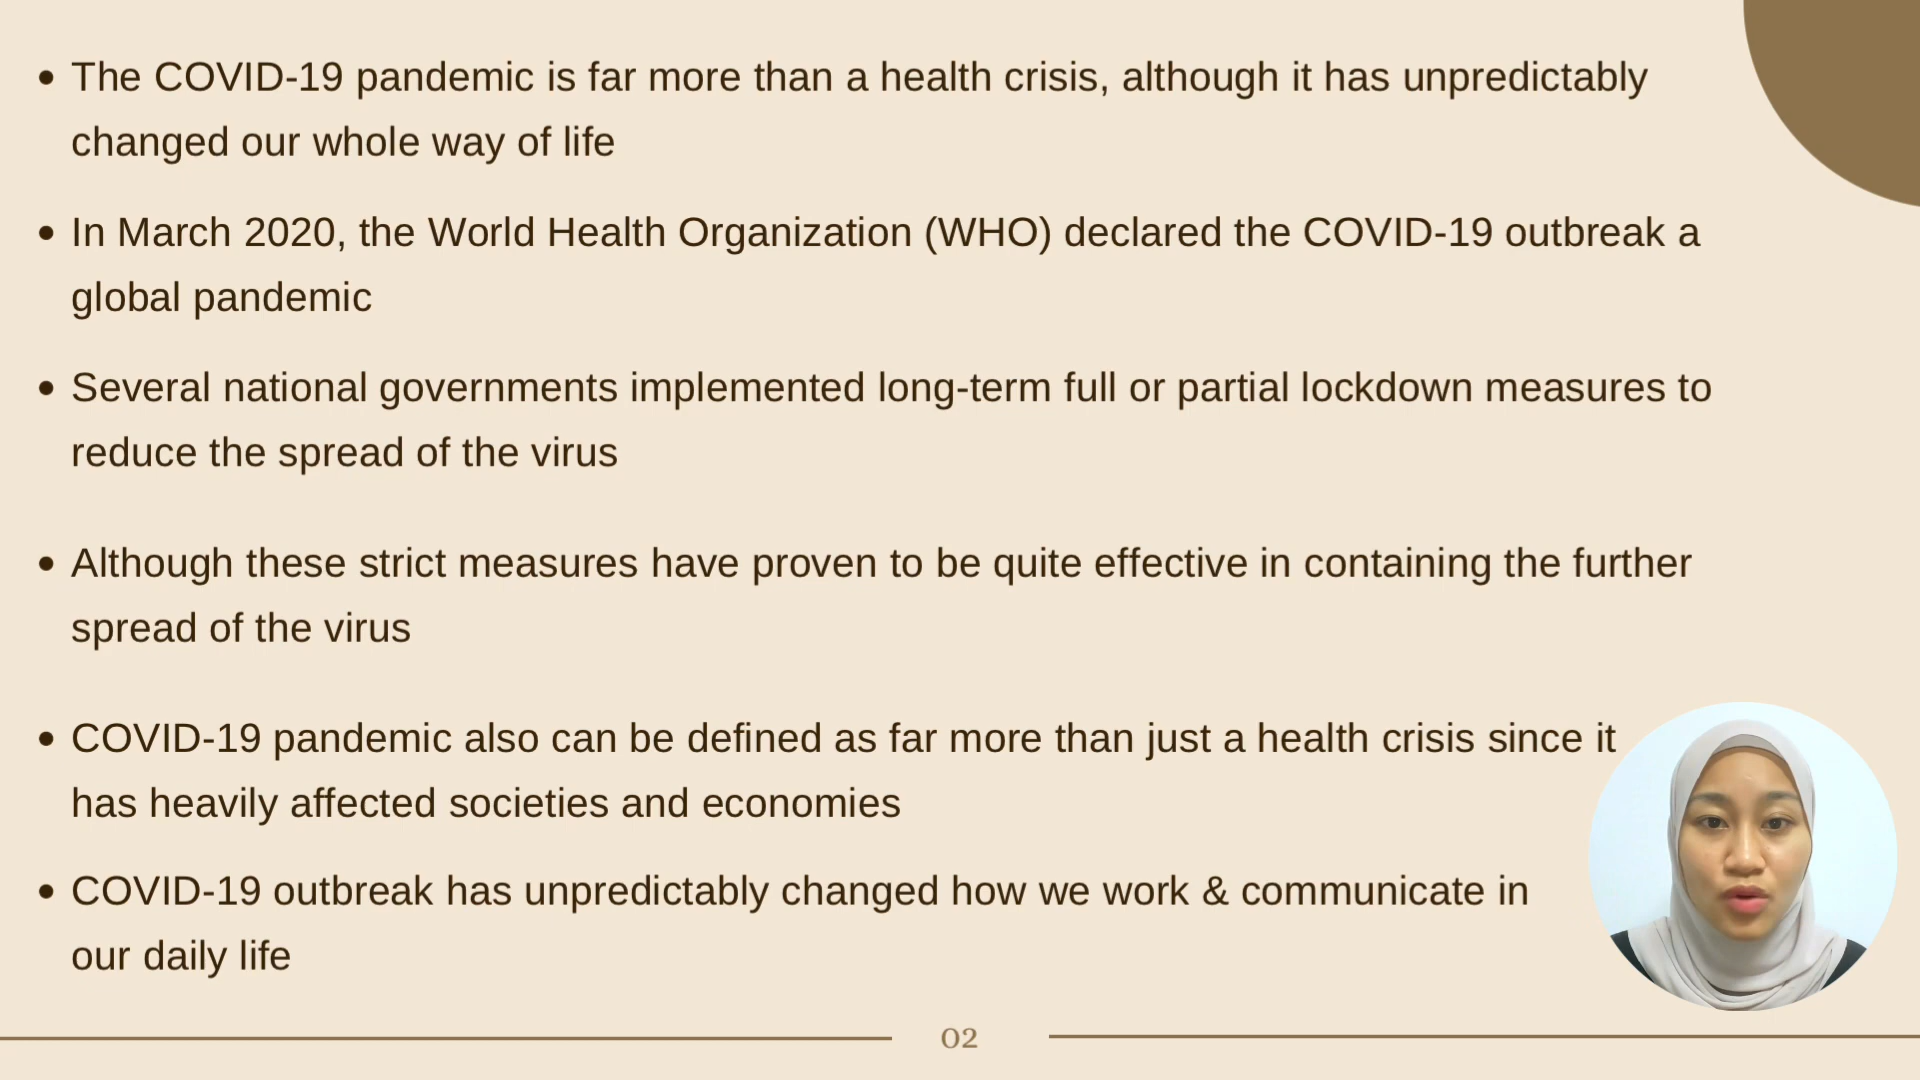 • The COVID-19 pandemic is far more than a health crisis, although it has unpredictably
changed our whole way of life
• In March 2020, the World Health Organization (WHO) declared the COVID-19 outbreak a
global pandemic
• Several national governments implemented long-term full or partial lockdown measures to
reduce the spread of the virus
• Although these strict measures have proven to be quite effective in containing the further
spread of the virus
• COVID-19 pandemic also can be defined as far more than just a health crisis since it
has heavily affected societies and economies
• COVID-19 outbreak has unpredictably changed how we work & communicate in
our daily life
02